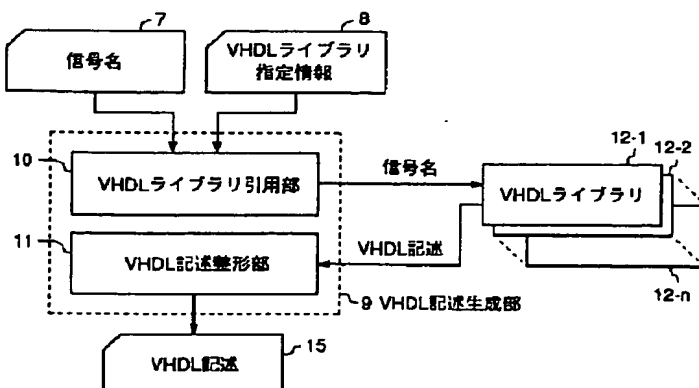 7
信号名
8
VHDLライブラリ
指定情報
10
VHDLライブラリ引用部
信号名
12-1
12-2
VHDLライブラリ
11
VHDL記述整形部
VHDL記述
12-n
9 VHDL記述生成部
VHDL記述
15